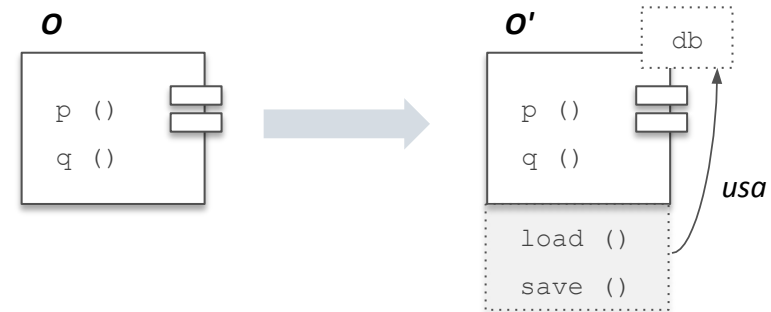 O
p ()
q ()
O'
db
p ()
q ()
usa
load ()
save ()